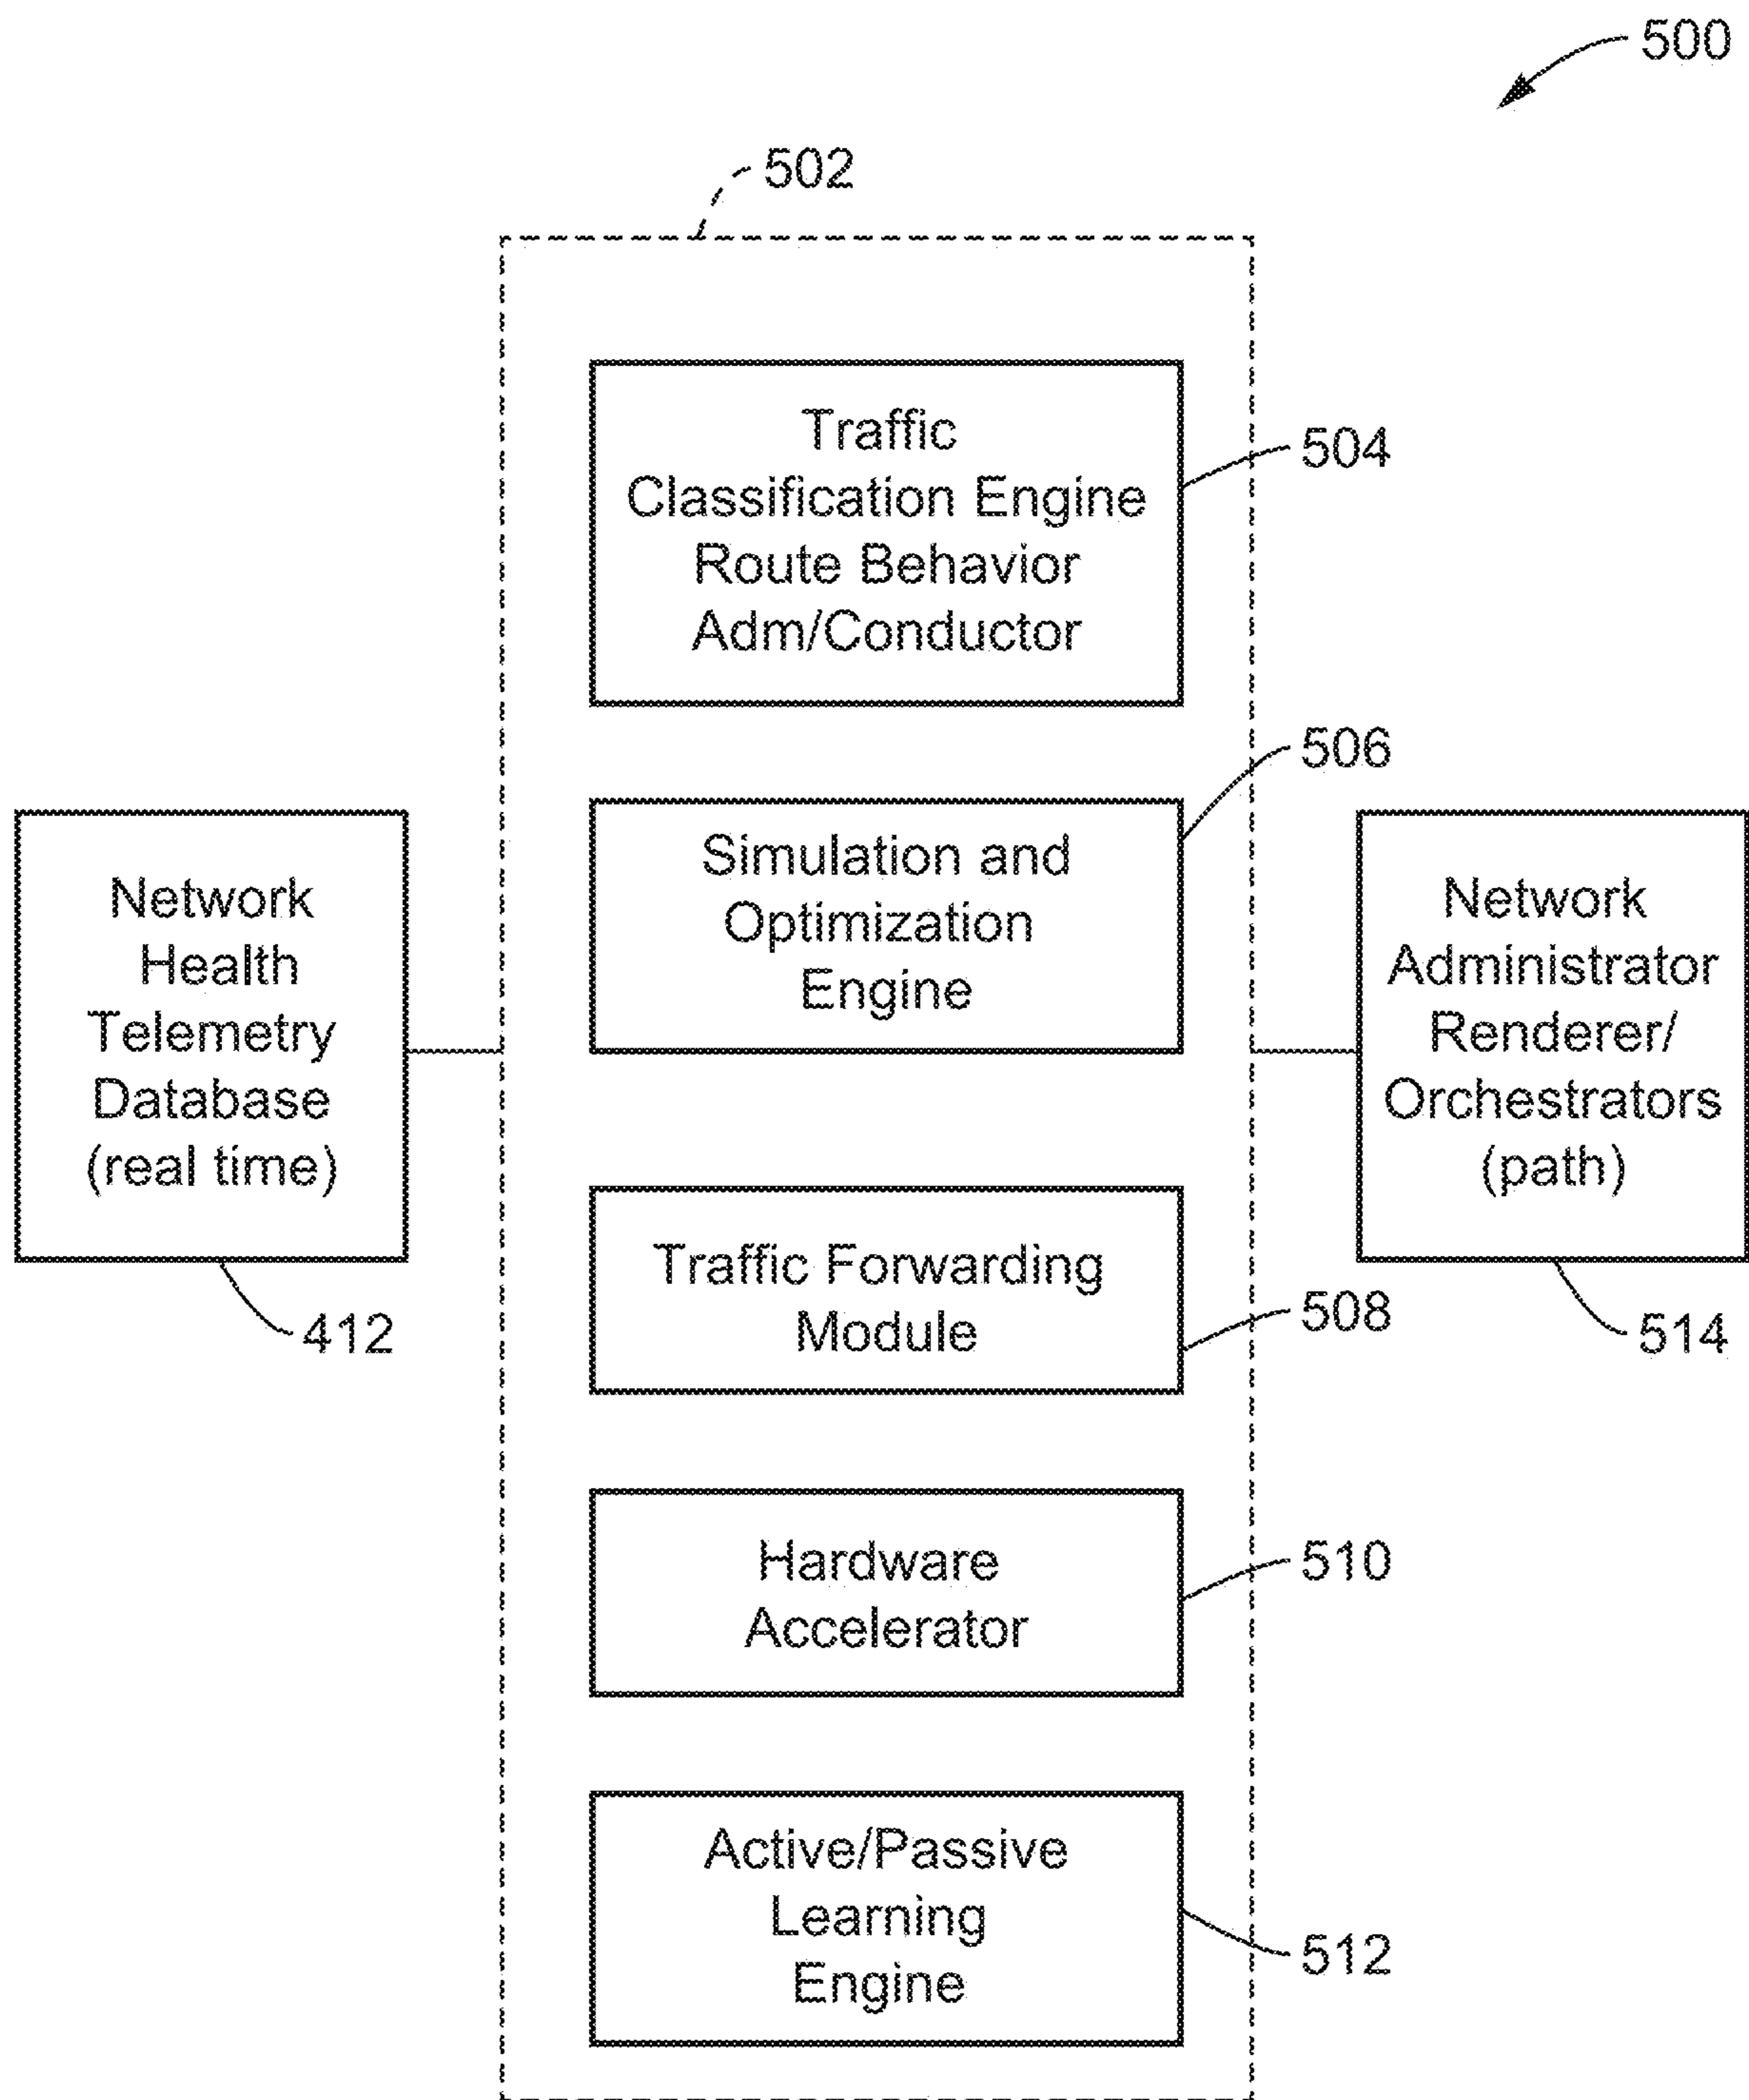 500
502
Traffic
Classification Engine
Route Behavior
Adm/Conductor
504
506
Simulation and
Optimization
Engine
Network
Health
Telemetry
Database
(real time)
412
Network
Administrator
Renderer/
Orchestrators
(path)
514
Traffic Forwarding
Module
508
Hardware
Accelerator
510
Active/Passive
Learning
Engine
512